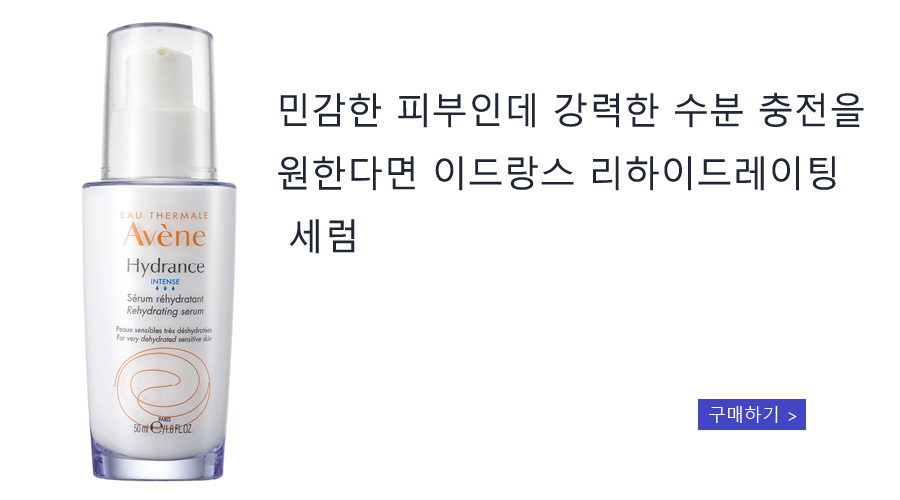 민감한 피부인데 강력한 수분 충전을
원한다면 이드랑스 리하이드레이팅
세럼
EAU THERMALE
Avène
Hydrance
INTENSE
Sérum réhydratant
Rehydrating serum
Peaux sensibles très déshydratées
For very dehydrated sensitive skin
PARIS
50 ml ℮/1.6 FL.OZ.
구매하기 >